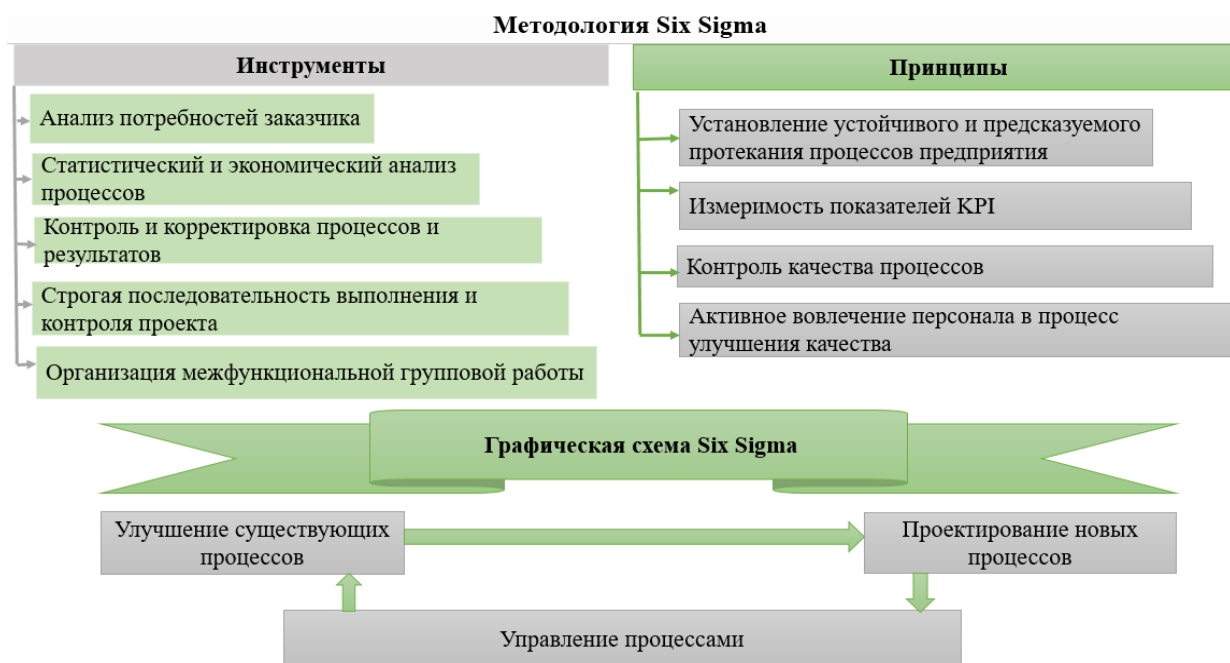 Методология Six Sigma
Инструменты
Анализ потребностей заказчика
Статистический и экономический анализ
процессов
Контроль и корректировка процессов и
результатов
Строгая последовательность выполнения и
контроля проекта
Организация межфункциональной групповой работы
Принципы
Установление устойчивого и предсказуемого
протекания процессов предприятия
Измеримость показателей KPI
Контроль качества процессов
Активное вовлечение персонала в процесс
улучшения качества
Графическая схема Six Sigma
Улучшение существующих
процессов
Проектирование новых
процессов
Управление процессами